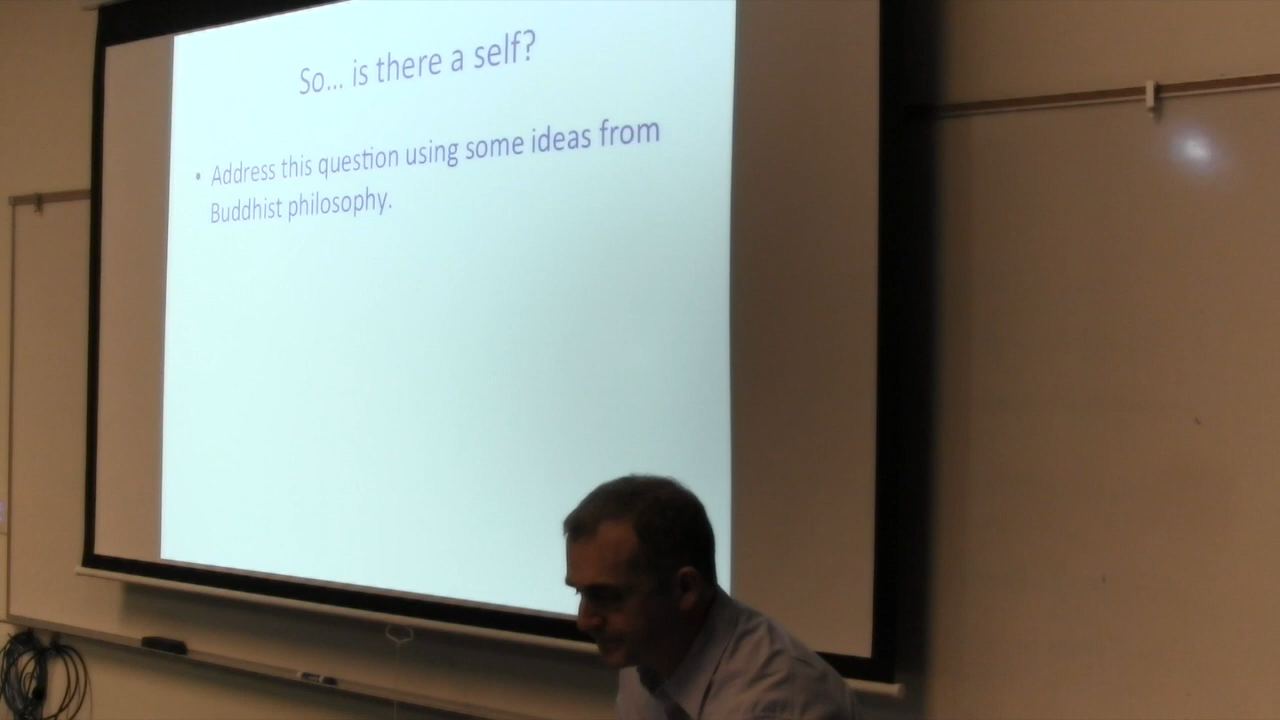 So... is there a self?
• Address this question using some ideas from
Buddhist philosophy.